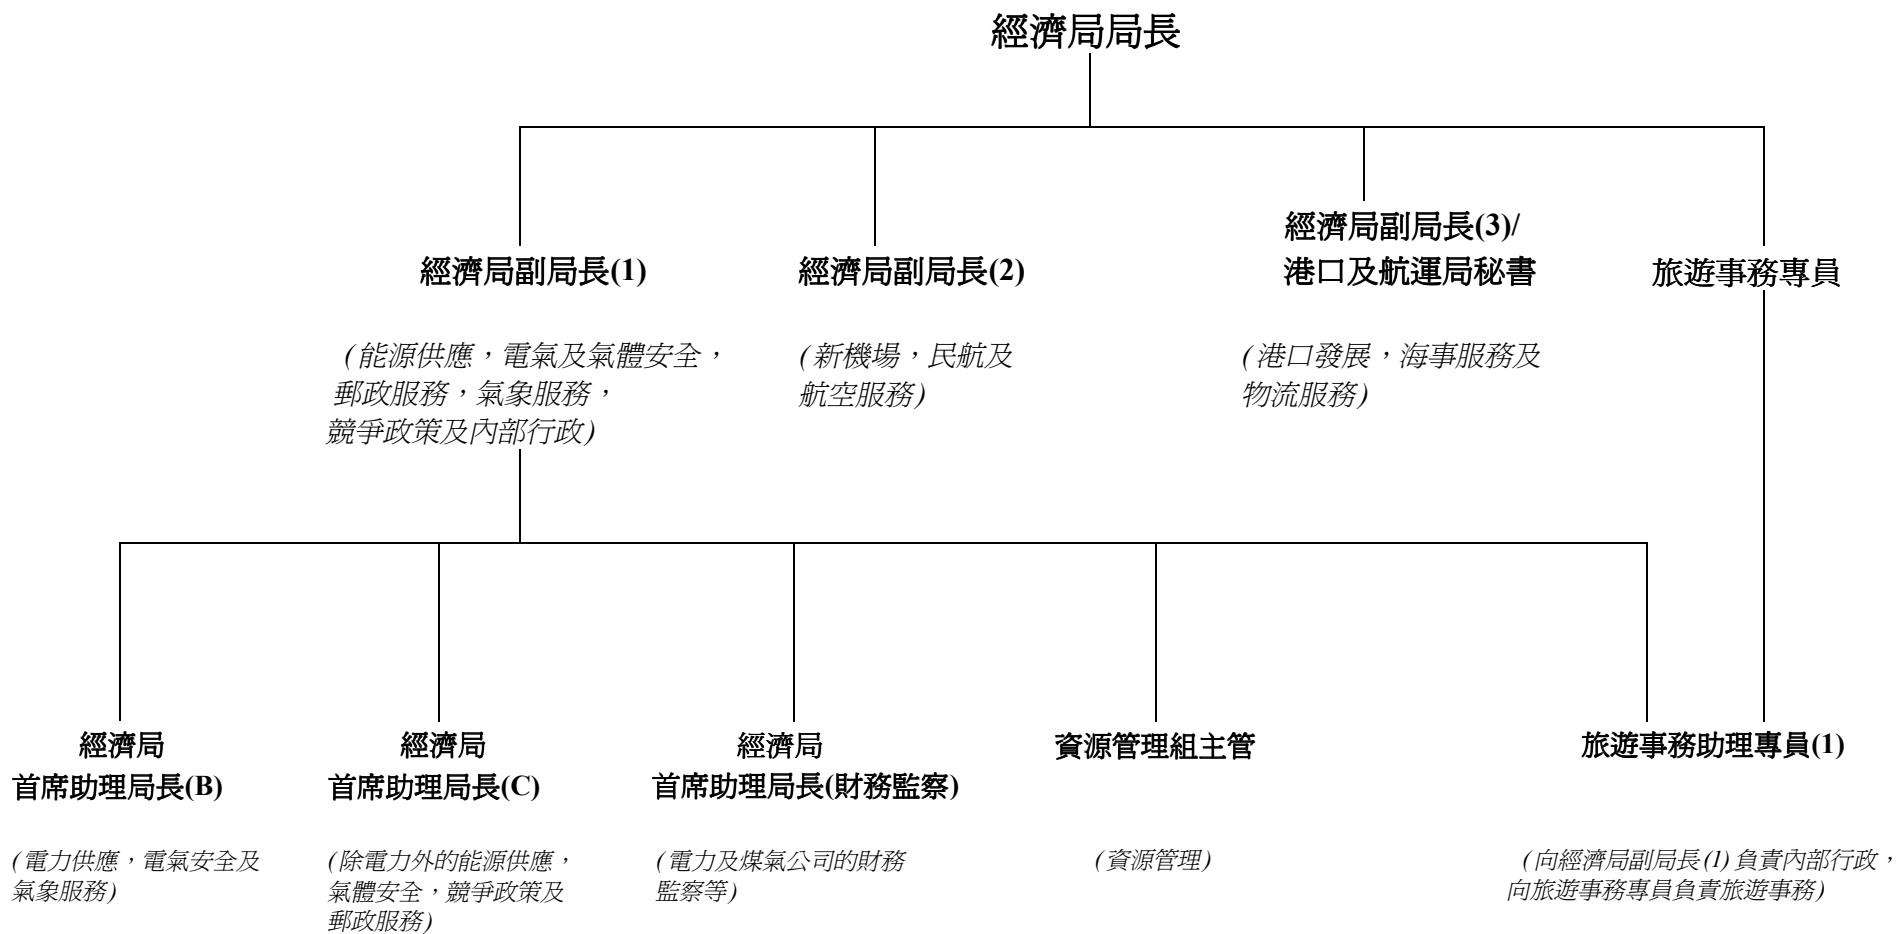 經濟局局長
經濟局副局長(1)
經濟局副局長(2)
經濟局副局長(3)/
港口及航運局秘書
旅遊事務專員
(能源供應，電氣及氣體安全，
郵政服務，氣象服務，
競爭政策及內部行政)
(新機場，民航及
航空服務)
(港口發展，海事服務及
物流服務)
經濟局
首席助理局長(B)
經濟局
首席助理局長(C)
經濟局
首席助理局長(財務監察)
資源管理組主管
旅遊事務助理專員(1)
(電力供應，電氣安全及
氣象服務)
(除電力外的能源供應，
氣體安全，競爭政策及
郵政服務)
(電力及煤氣公司的財務
監察等)
(資源管理)
(向經濟局副局長(1)負責內部行政，
向旅遊事務專員負責旅遊事務)